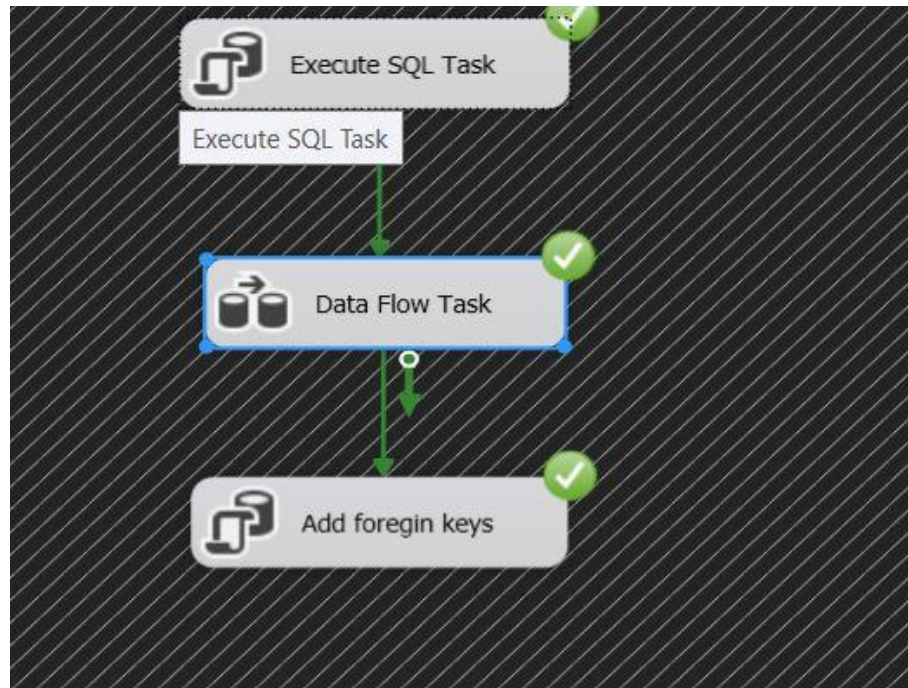 Execute SQL Task
Execute SQL Task
Data Flow Task
Add foregin keys